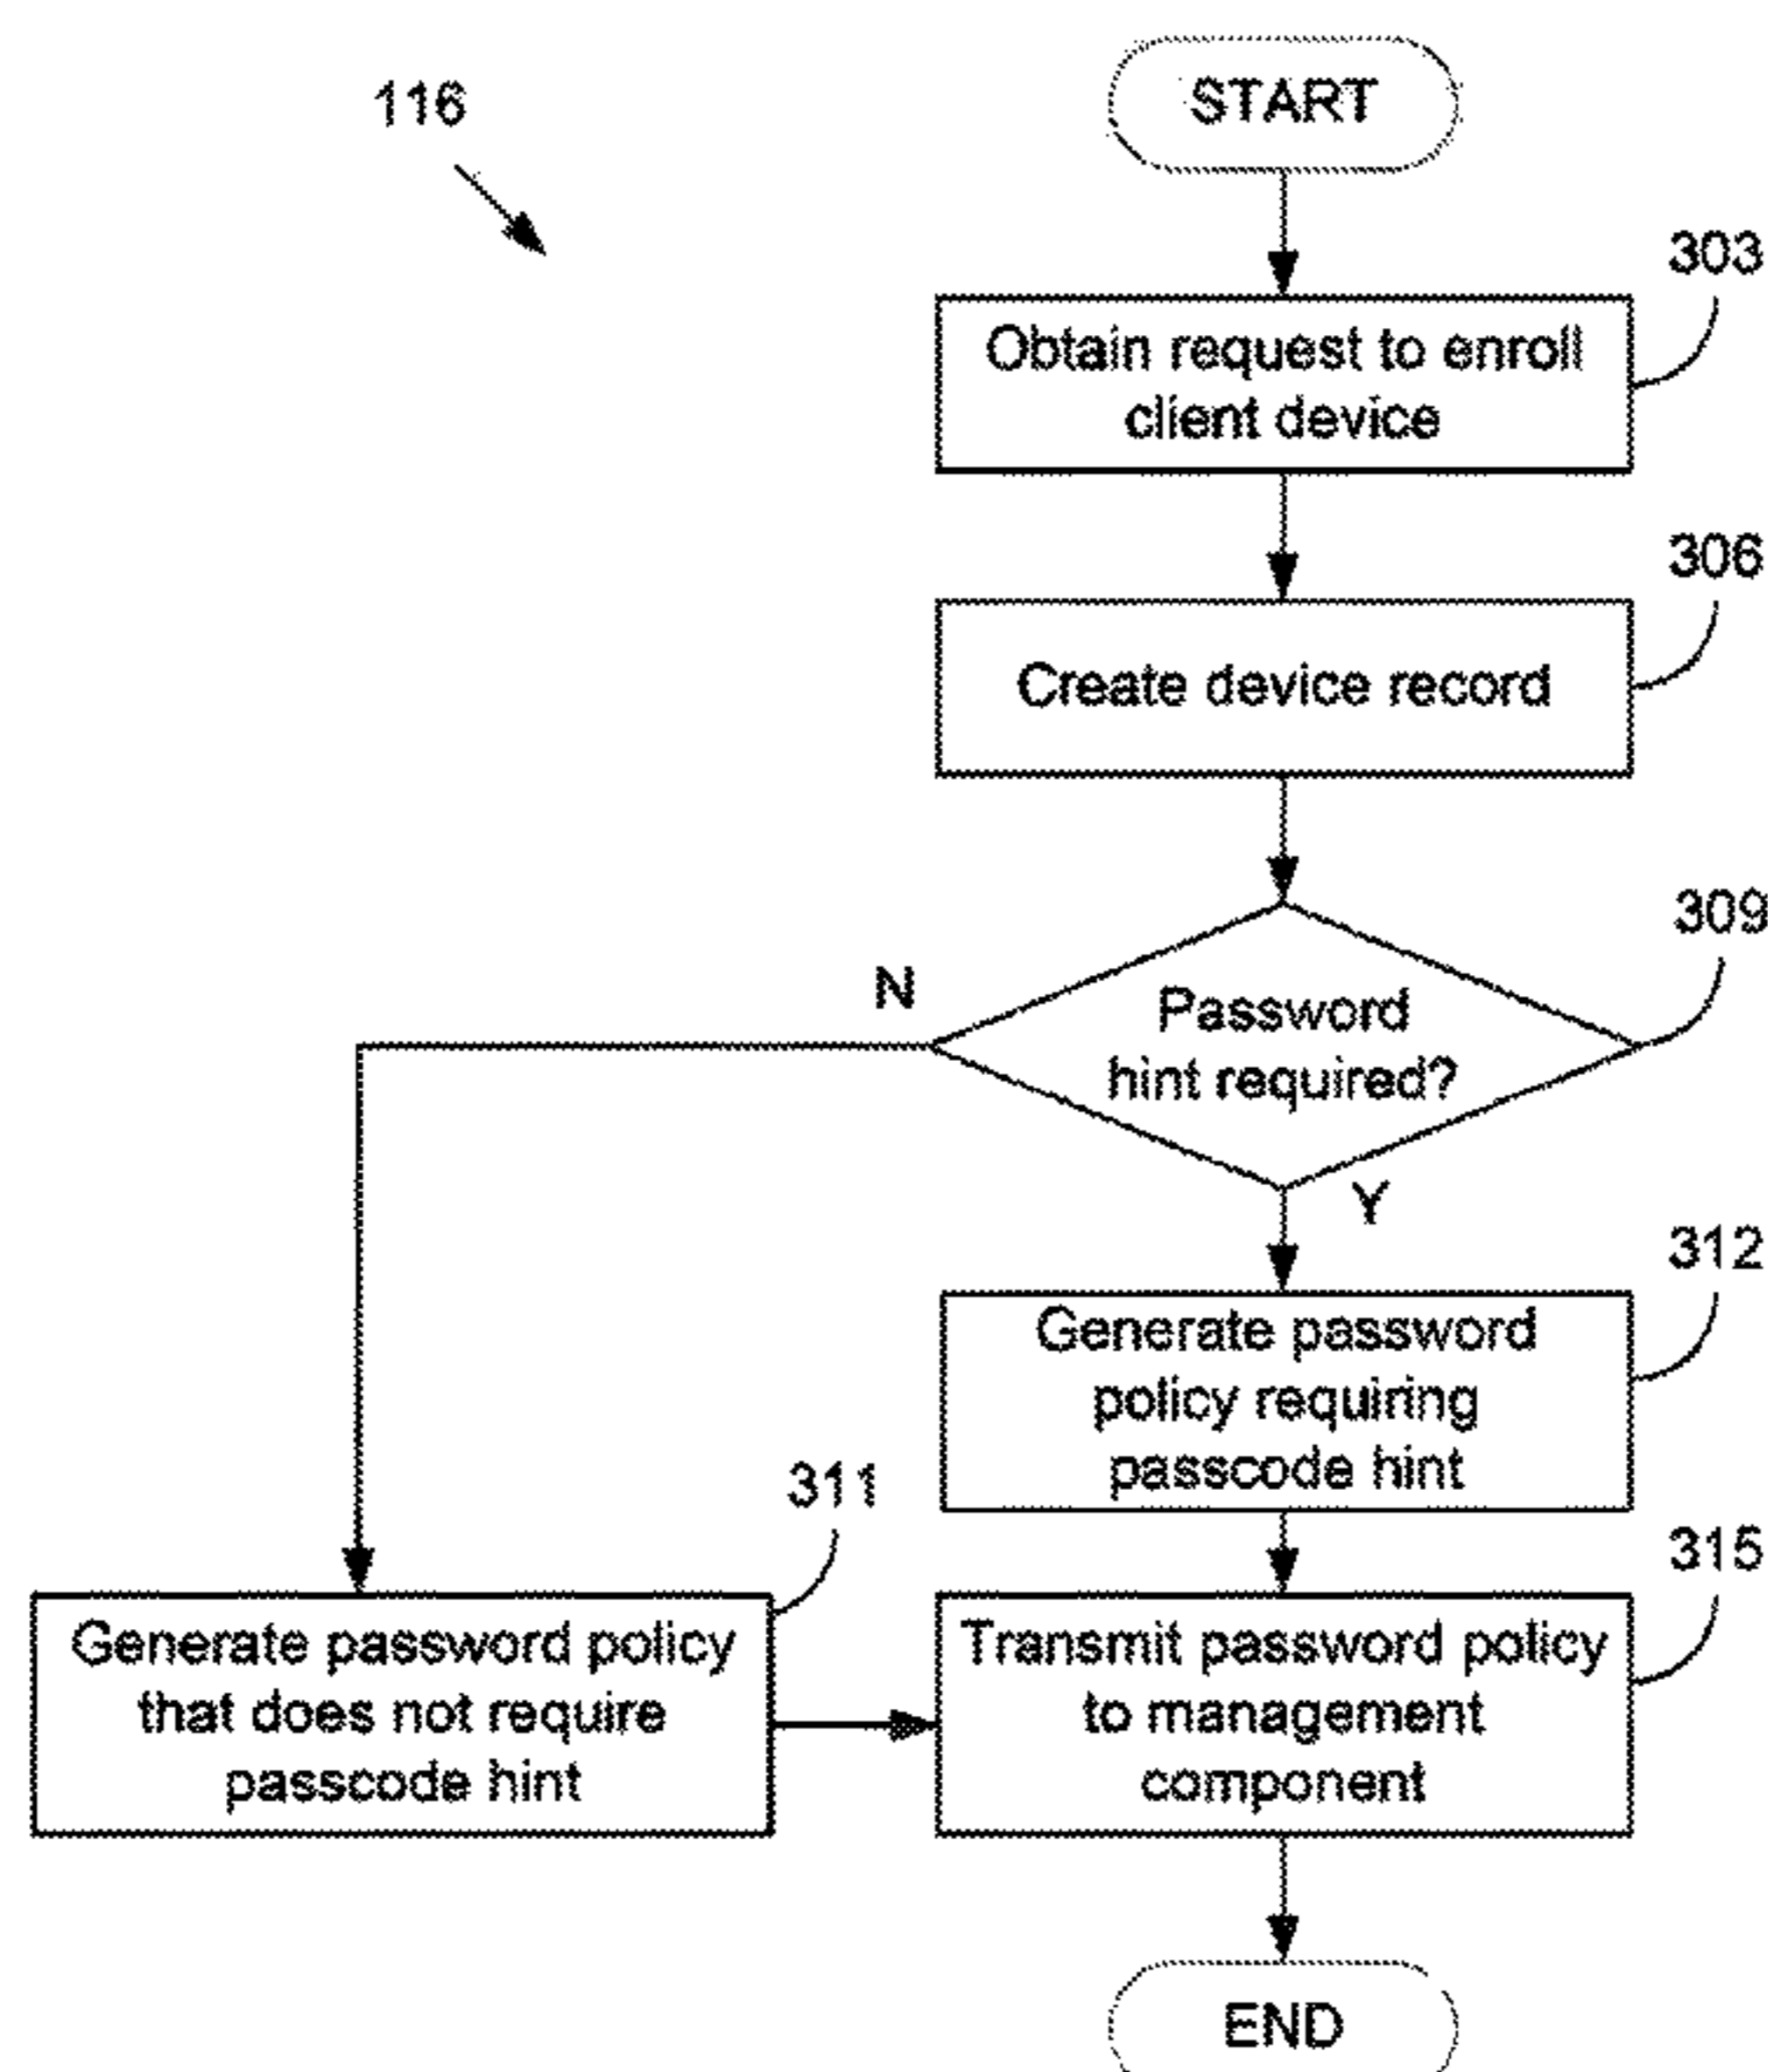 116
START
303
Obtain request to enroll
client device
306
Create device record
309
N
Password
hint required?
Y
312
Generate password
policy requiring
passcode hint
311
315
Generate password policy
that does not require
passcode hint
Transmit password policy
to management
component
END